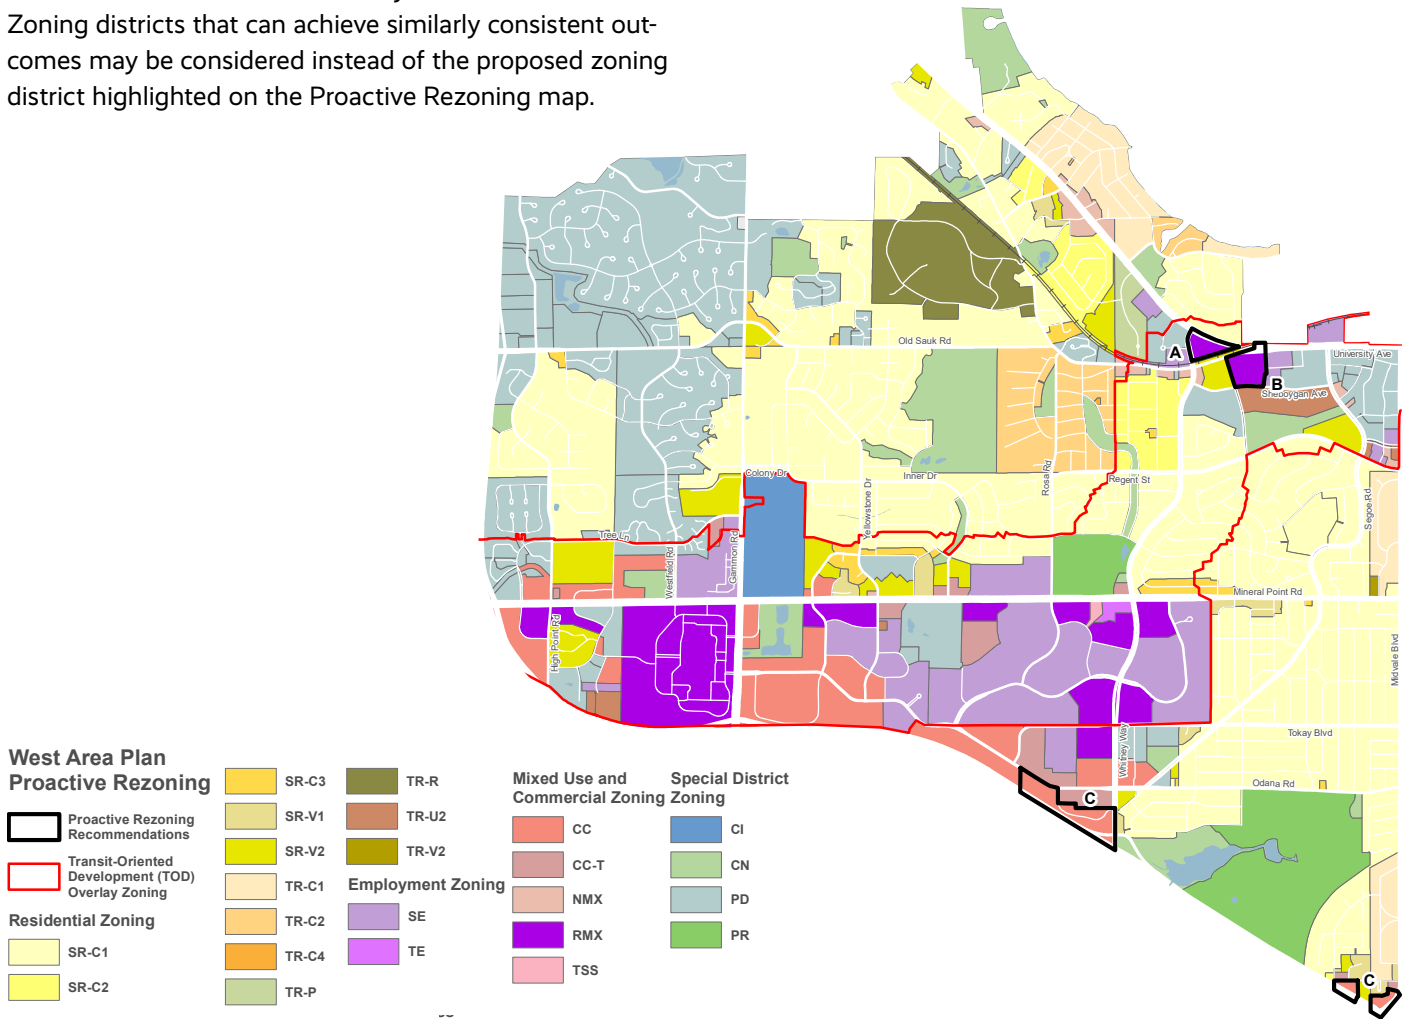 Zoning districts that can achieve similarly consistent out-
comes may be considered instead of the proposed zoning
district highlighted on the Proactive Rezoning map.
Old Sauk Rd
A
University Ave
B
Sheboygan Ave
Colony Dr
Inner Dr
Rosa Rd
Regent St
Yellowstone Dr
Segoe Rd
Tree Ln
Westfield Rd
Gammon Rd
Mineral Point Rd
High Point Rd
Midvale Blvd
Whitney Way
Tokay Blvd
Odana Rd
C
C
West Area Plan
Proactive Rezoning
Proactive Rezoning
Recommendations
Transit-Oriented
Development (TOD)
Overlay Zoning
Residential Zoning
SR-C1
SR-C2
SR-C3
SR-V1
SR-V2
TR-C1
TR-C2
TR-C4
TR-P
TR-R
TR-U2
TR-V2
Employment Zoning
SE
TE
Mixed Use and
Commercial Zoning
CC
CC-T
NMX
RMX
TSS
Special District
Zoning
CI
CN
PD
PR